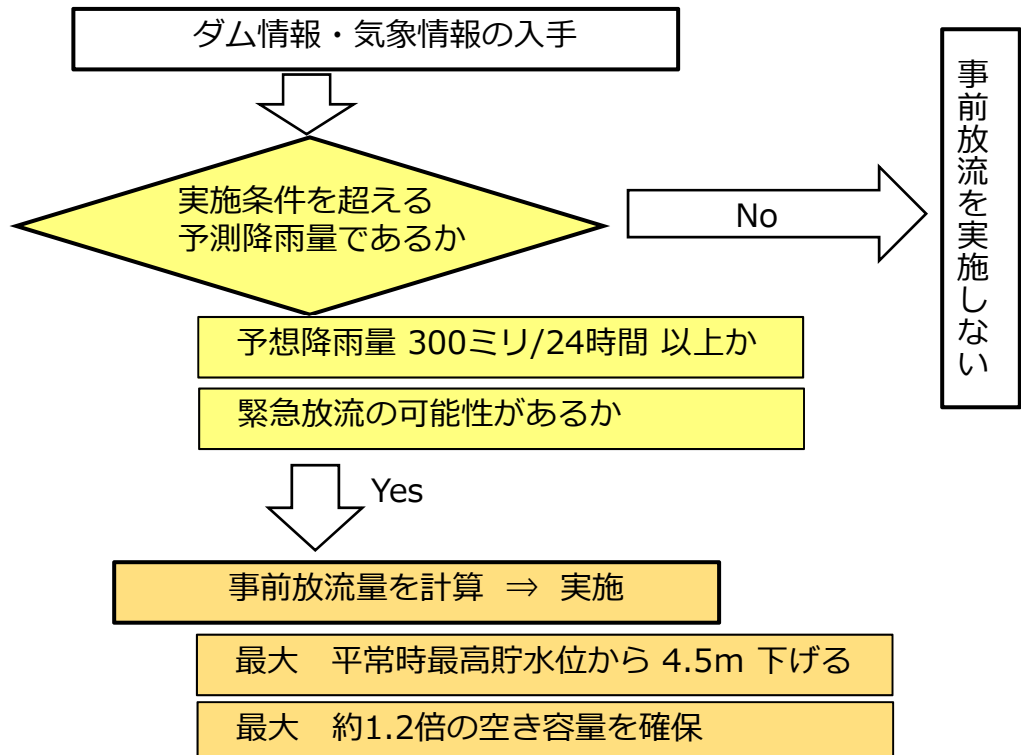 ダム情報・気象情報の入手
実施条件を超える
予測降雨量であるか
No
事前放流を実施しない
予想降雨量 300ミリ/24時間 以上か
緊急放流の可能性があるか
Yes
事前放流量を計算 ⇒ 実施
最大　平常時最高貯水位から 4.5m 下げる
最大　約1.2倍の空き容量を確保